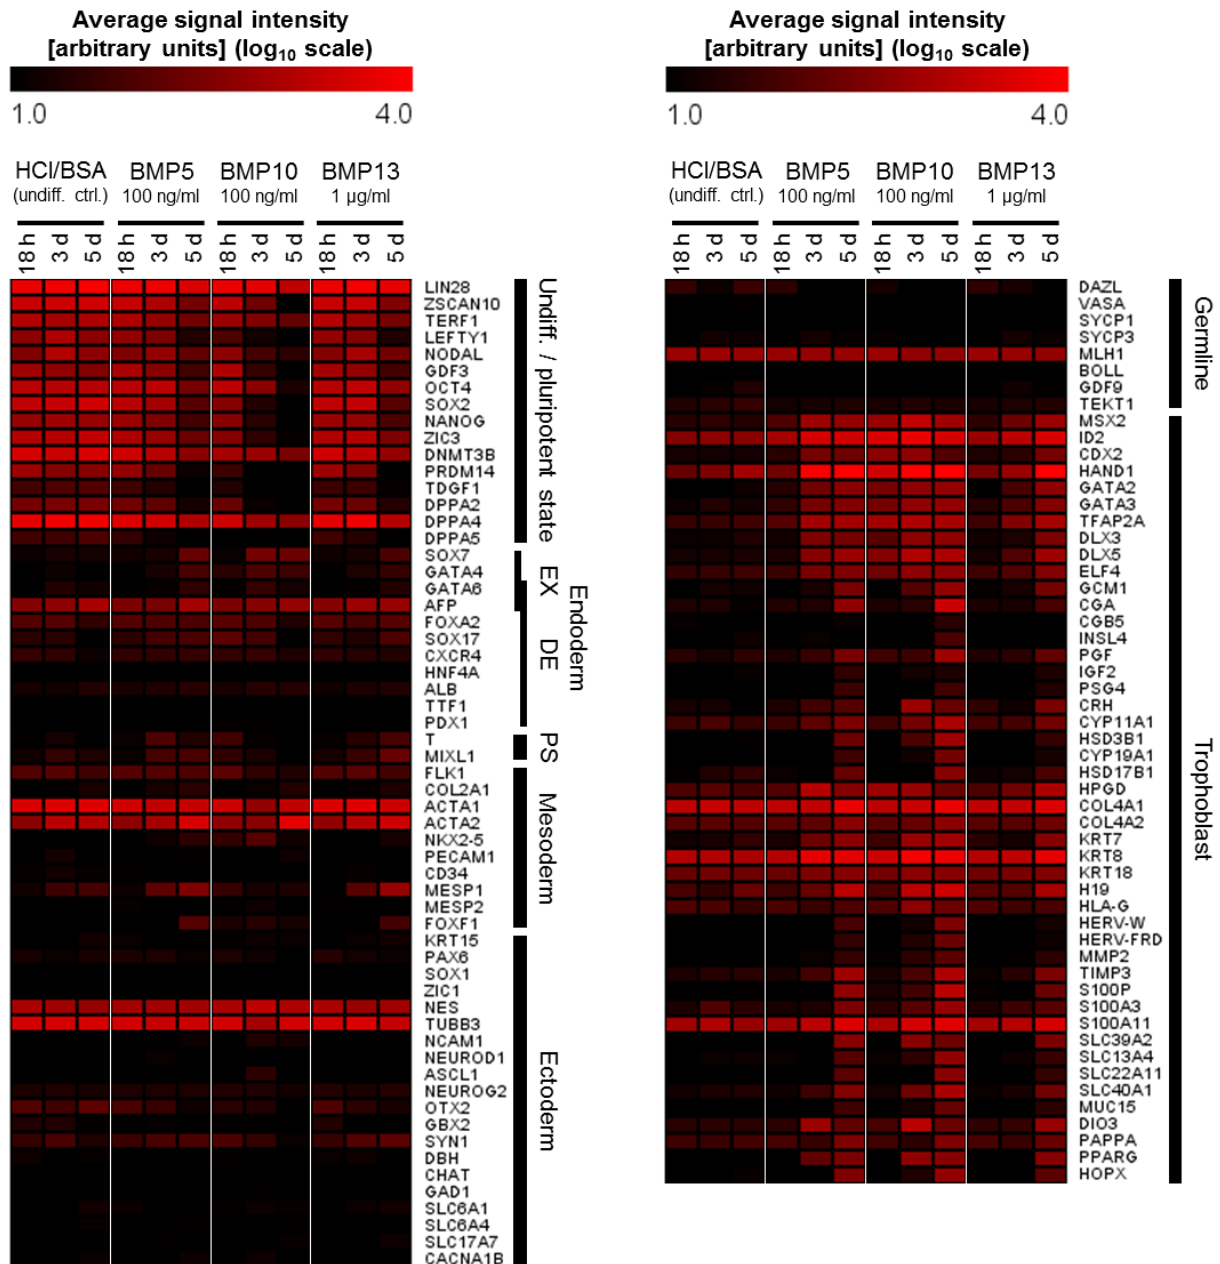 Average signal intensity
[arbitrary units] (log10 scale)
1.0 4.0
HCl/BSA BMP5 BMP10 BMP13
(undiff. ctrl.) 100 ng/ml 100 ng/ml 1 µg/ml
18 h 3 d 5 d 18 h 3 d 5 d 18 h 3 d 5 d 18 h 3 d 5 d
LIN28
ZSCAN10
TERF1
LEFTY1
NODAL
GDF3
OCT4
SOX2
NANOG
ZIC3
DNMT3B
PRDM14
TDGF1
DPPA2
DPPA4
DPPA5
SOX7
GATA4
GATA6
AFP
FOXA2
SOX17
CXCR4
HNF4A
ALB
TTF1
PDX1
T
MIXL1
FLK1
COL2A1
ACTA1
ACTA2
NKX2-5
PECAM1
CD34
MESP1
MESP2
FOXF1
KRT15
PAX6
SOX1
ZIC1
NES
TUBB3
NCAM1
NEUROD1
ASCL1
NEUROG2
OTX2
GBX2
SYN1
DBH
CHAT
GAD1
SLC6A1
SLC6A4
SLC17A7
CACNA1B
Undiff. / pluripotent state
EX
DE
Endoderm
PS
Mesoderm
Ectoderm
Average signal intensity
[arbitrary units] (log10 scale)
1.0 4.0
HCl/BSA BMP5 BMP10 BMP13
(undiff. ctrl.) 100 ng/ml 100 ng/ml 1 µg/ml
18 h 3 d 5 d 18 h 3 d 5 d 18 h 3 d 5 d 18 h 3 d 5 d
DAZL
VASA
SYCP1
SYCP3
MLH1
BOLL
GDF9
TEKT1
MSX2
ID2
CDX2
HAND1
GATA2
GATA3
TFAP2A
DLX3
DLX5
ELF4
GCM1
CGA
CGB5
INSL4
PGF
IGF2
PSG4
CRH
CYP11A1
HSD3B1
CYP19A1
HSD17B1
HPGD
COL4A1
COL4A2
KRT7
KRT8
KRT18
H19
HLA-G
HERV-W
HERV-FRD
MMP2
TIMP3
S100P
S100A3
S100A11
SLC39A2
SLC13A4
SLC22A11
SLC40A1
MUC15
DIO3
PAPPA
PPARG
HOPX
Germline
Trophoblast